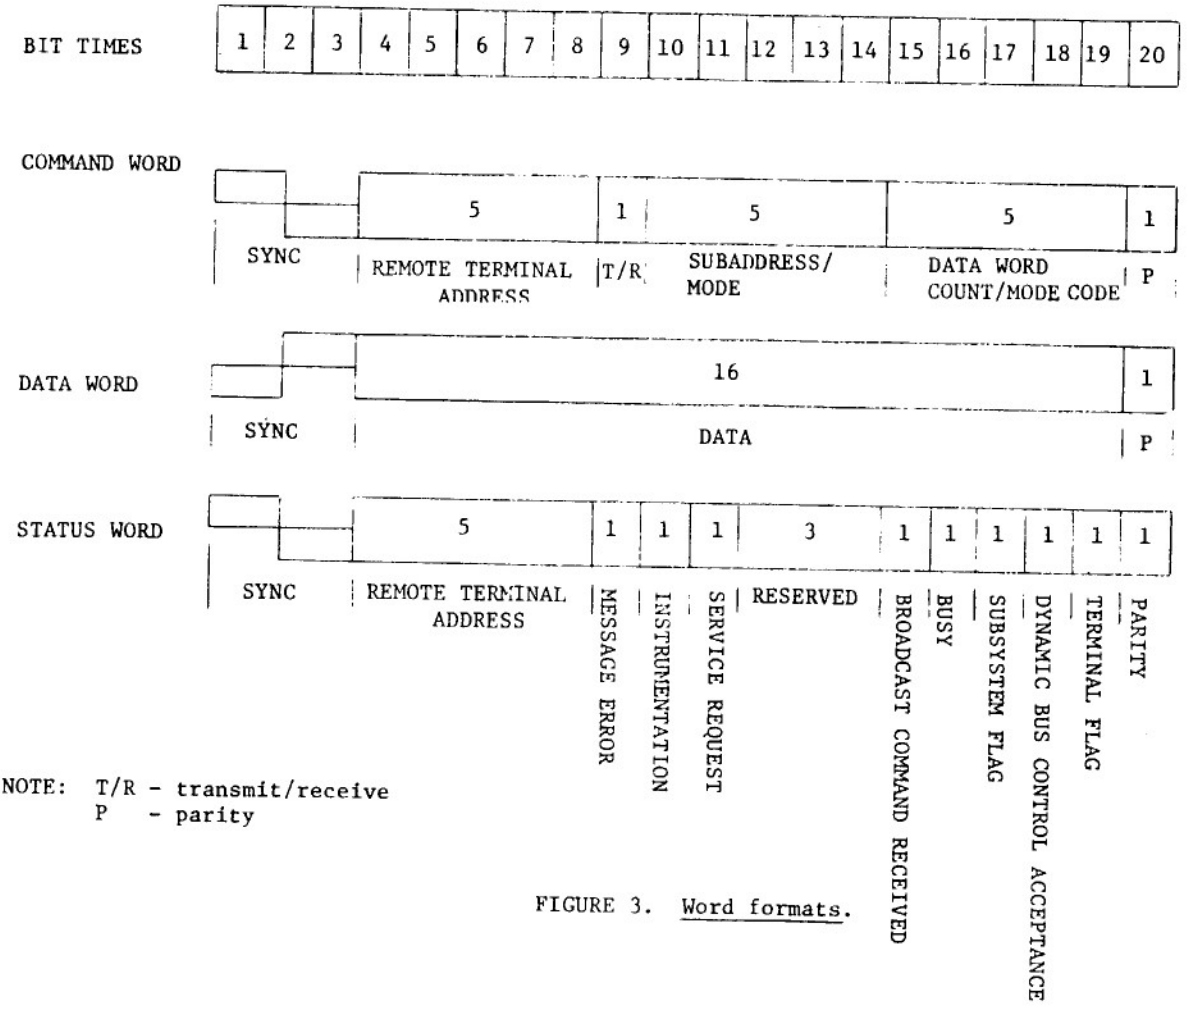 BIT TIMES 1 2 3 4 5 6 7 8 9 10 11 12 13 14 15 16 17 18 19 20
COMMAND WORD
5 1 5 5 1
SYNC
REMOTE TERMINAL
ADDRESS
T/R
SUBADDRESS/
MODE
DATA WORD
COUNT/MODE CODE
P
DATA WORD
16 1
SYNC
DATA
P
STATUS WORD
5 1 1 1 3 1 1 1 1 1 1
SYNC
REMOTE TERMINAL
ADDRESS
MESSAGE ERROR
INSTRUMENTATION
SERVICE REQUEST
RESERVED
BROADCAST COMMAND RECEIVED
BUSY
SUBSYSTEM FLAG
DYNAMIC BUS CONTROL ACCEPTANCE
TERMINAL FLAG
PARITY
NOTE: T/R - transmit/receive
P - parity
FIGURE 3. Word formats.